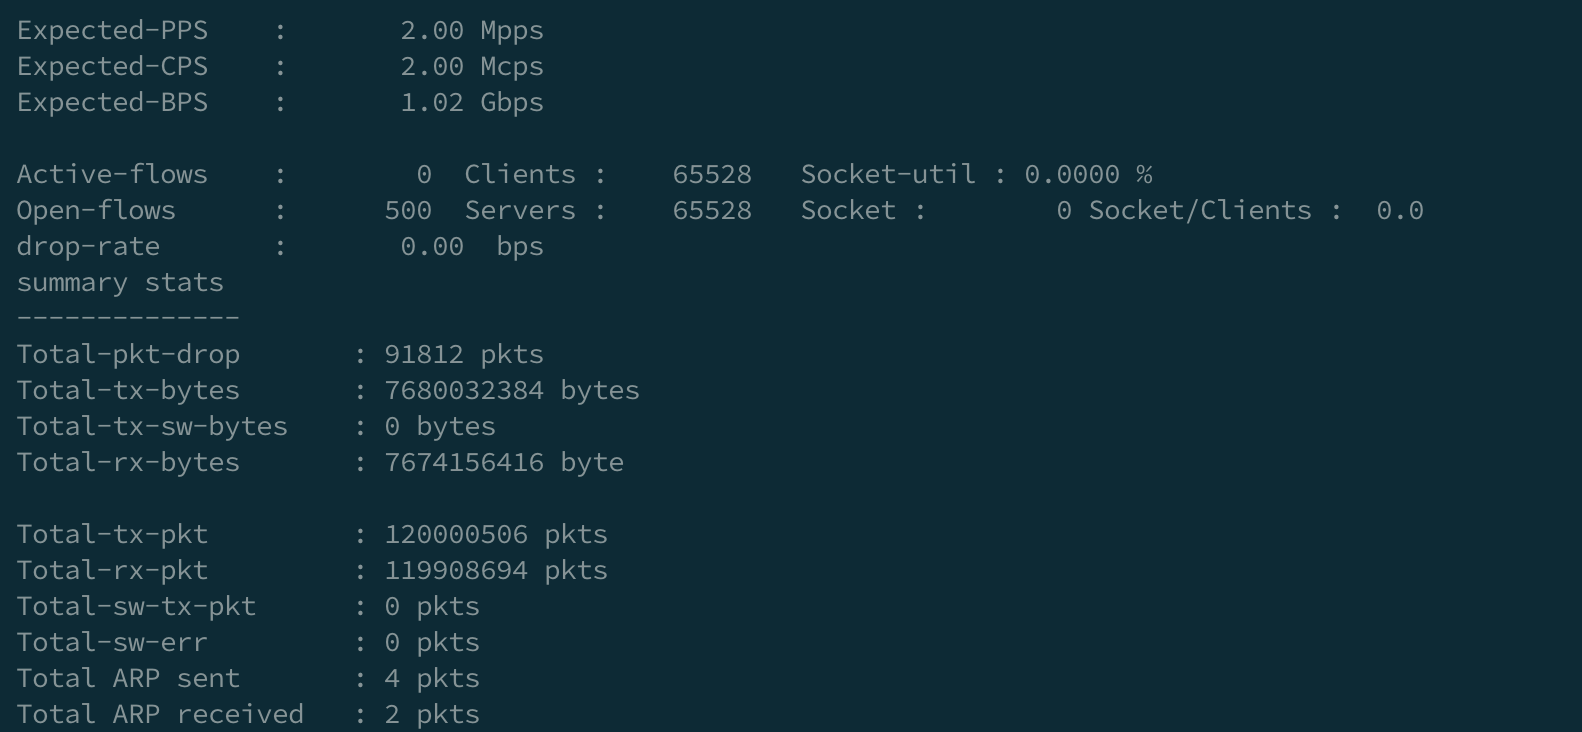 Expected-PPS    :       2.00 Mpps
Expected-CPS    :       2.00 Mcps
Expected-BPS    :       1.02 Gbps

Active-flows    :        0  Clients :    65528   Socket-util : 0.0000 %
Open-flows      :      500  Servers :    65528   Socket :        0 Socket/Clients :  0.0
drop-rate       :       0.00  bps
summary stats
--------------
Total-pkt-drop       : 91812 pkts
Total-tx-bytes       : 7680032384 bytes
Total-tx-sw-bytes    : 0 bytes
Total-rx-bytes       : 7674156416 byte

Total-tx-pkt         : 120000506 pkts
Total-rx-pkt         : 119908694 pkts
Total-sw-tx-pkt      : 0 pkts
Total-sw-err         : 0 pkts
Total ARP sent       : 4 pkts
Total ARP received   : 2 pkts